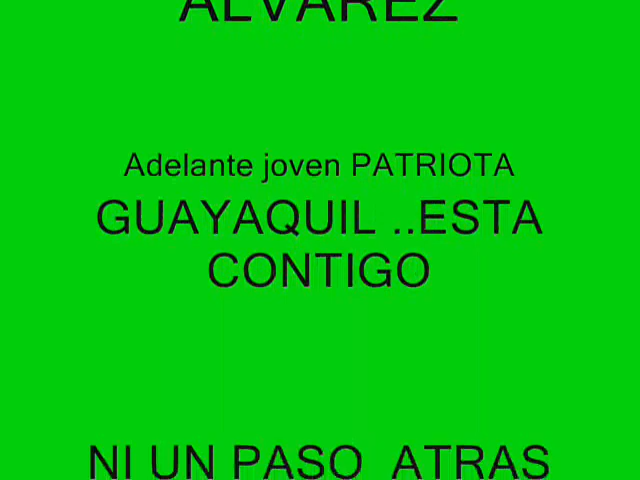 ALVAREZ
Adelante joven PATRIOTA
GUAYAQUIL ..ESTA
CONTIGO
NI UN PASO  ATRAS